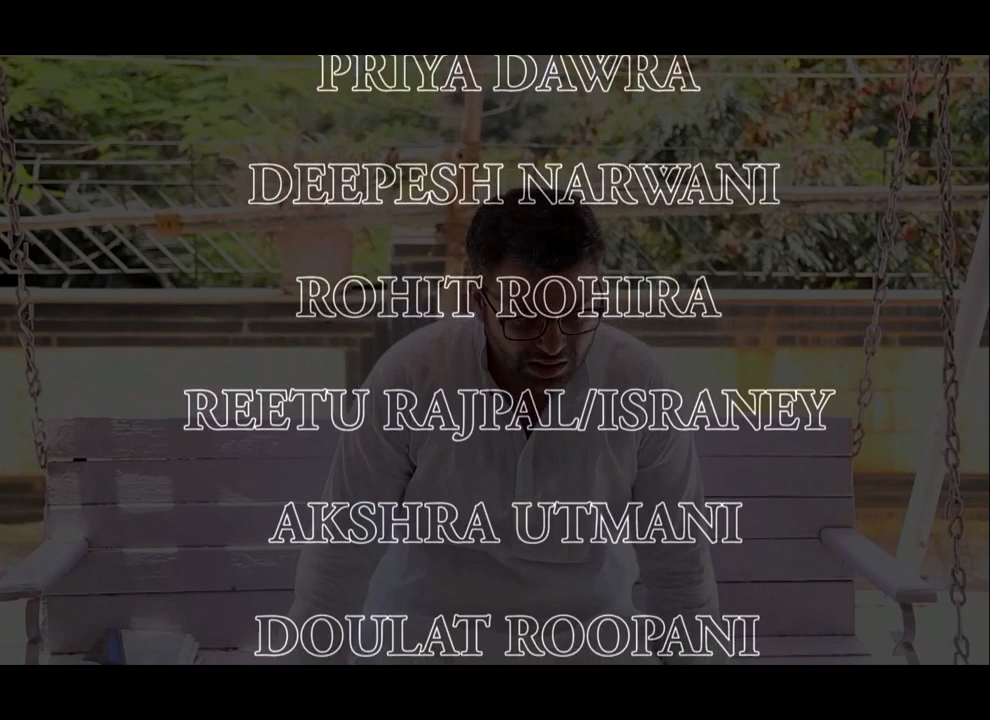 PRIYA DAWRA
DEEPESH NARWANI
ROHIT ROHIRA
REETU RAJPAL/ISRANEY
AKSHRA UTMANI
DOULAT ROOPANI